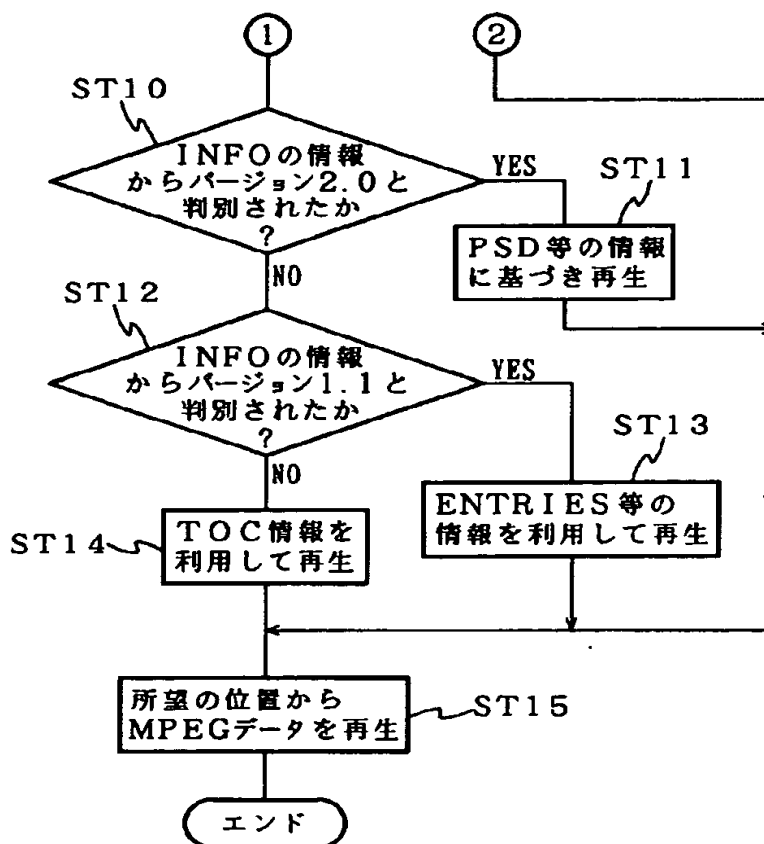 1
2
ST10
INFOの情報
からバージョン2.0と
判別されたか
?
YES
ST11
PSD等の情報
に基づき再生
NO
ST12
INFOの情報
からバージョン1.1と
判別されたか
?
YES
ST13
NO
ENTRIES等の
情報を利用して再生
ST14
TOC情報を
利用して再生
所望の位置から
MPEGデータを再生
ST15
エンド